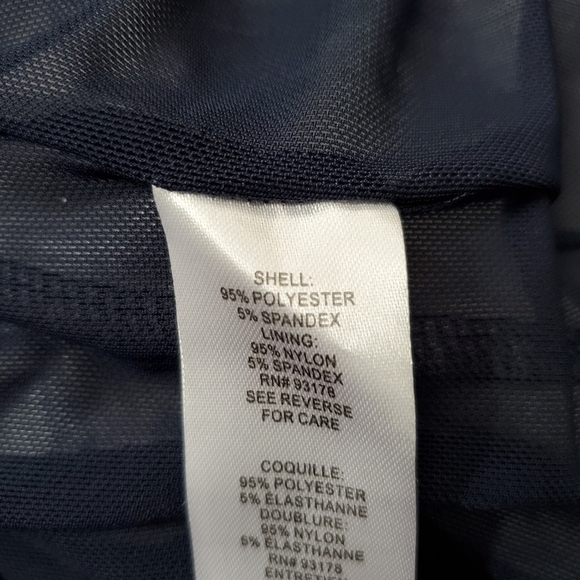 SHELL:
95% POLYESTER
5% SPANDEX
LINING:
95% NYLON
5% SPANDEX
RN# 93178
SEE REVERSE
FOR CARE
COQUILLE:
95% POLYESTER
5% ÉLASTHANNE
DOUBLURE:
95% NYLON
5% ÉLASTHANNE
RN# 93178